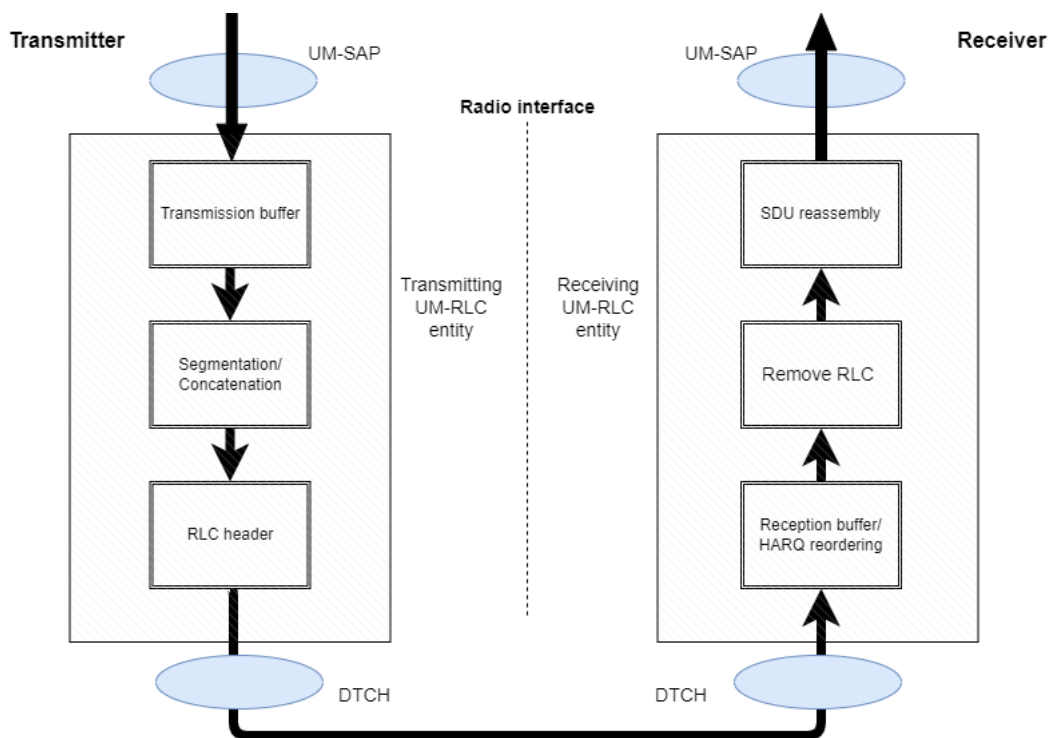 Transmitter
UM-SAP
UM-SAP
Receiver
Radio interface
Transmission buffer
SDU reassembly
Transmitting
UM-RLC
entity
Receiving
UM-RLC
entity
Segmentation/
Concatenation
Remove RLC
RLC header
Reception buffer/
HARQ reordering
DTCH
DTCH